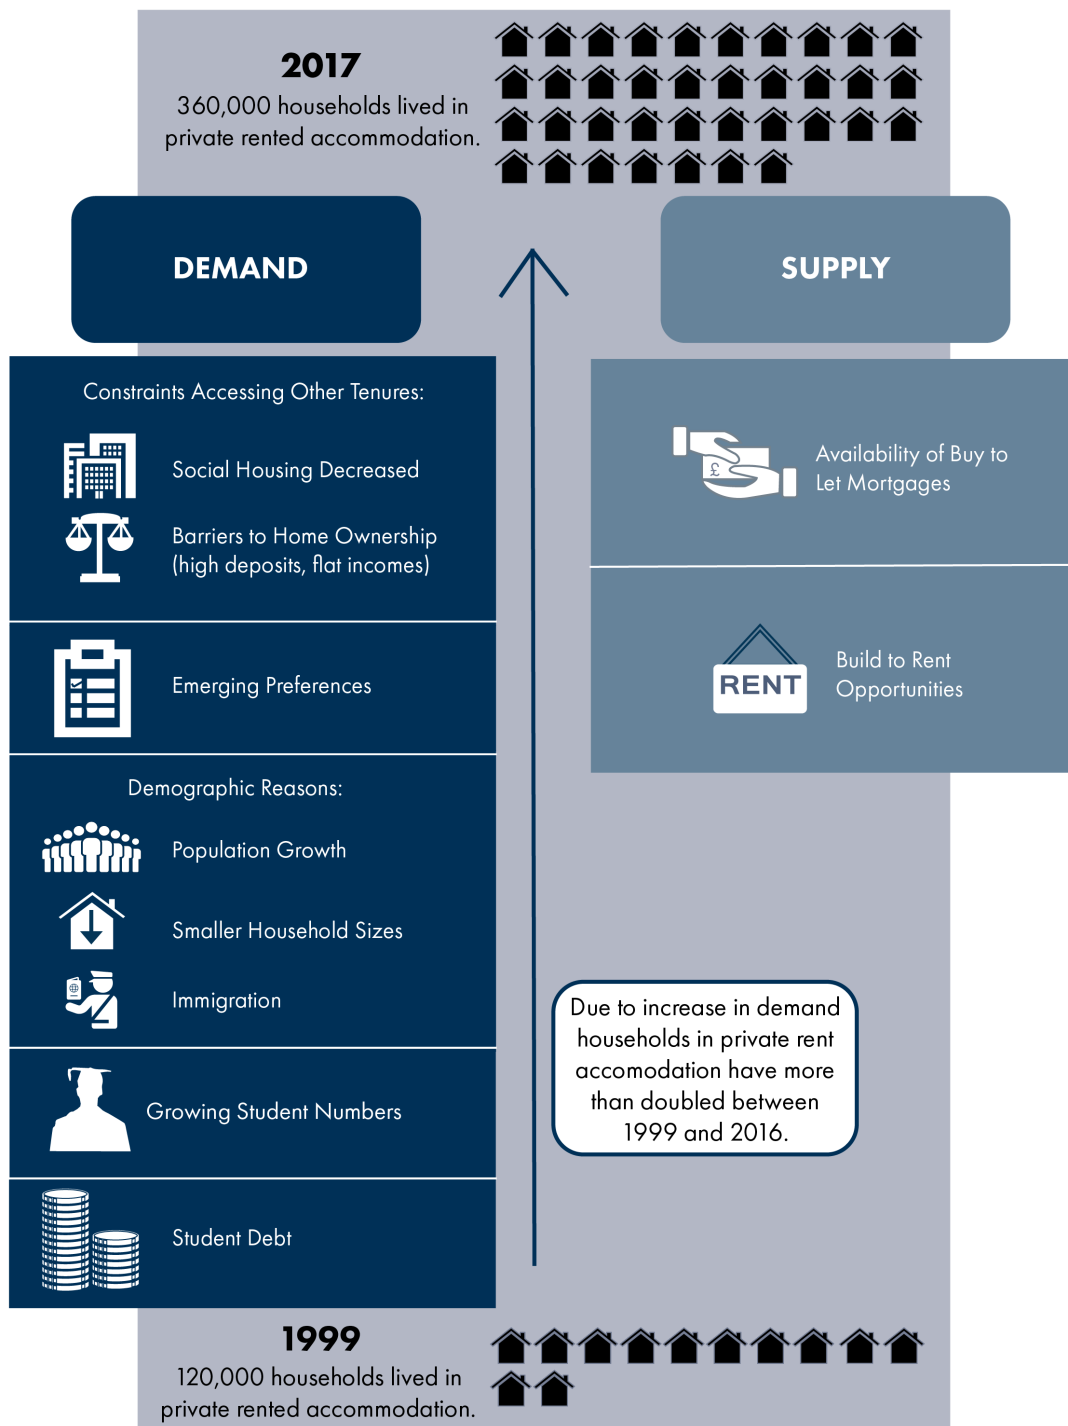 2017
360,000 households lived in
private rented accommodation.
DEMAND
SUPPLY
Constraints Accessing Other Tenures:
Social Housing Decreased
Barriers to Home Ownership
(high deposits, flat incomes)
Emerging Preferences
Demographic Reasons:
Population Growth
Smaller Household Sizes
Immigration
Growing Student Numbers
Student Debt
£
Availability of Buy to
Let Mortgages
RENT
Build to Rent
Opportunities
Due to increase in demand
households in private rent
accomodation have more
than doubled between
1999 and 2016.
1999
120,000 households lived in
private rented accommodation.